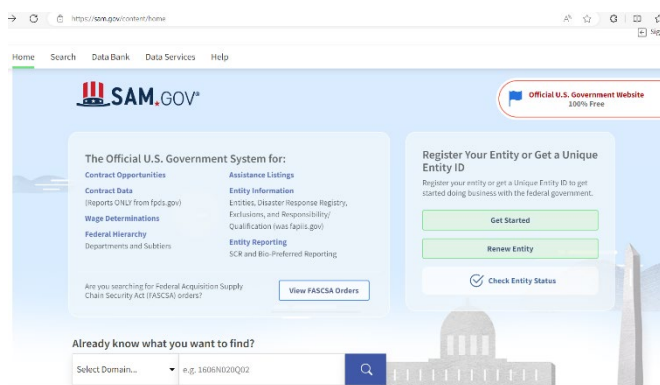 https://sam.gov/content/home
Sig
Home Search Data Bank Data Services Help
SAM.GOV®
Official U.S. Government Website
100% Free
The Official U.S. Government System for:
Contract Opportunities
Contract Data
(Reports ONLY from fpds.gov)
Wage Determinations
Federal Hierarchy
Departments and Subtiers
Assistance Listings
Entity Information
Entities, Disaster Response Registry,
Exclusions, and Responsibility/
Qualification (was fapiis.gov)
Entity Reporting
SCR and Bio-Preferred Reporting
Are you searching for Federal Acquisition Supply
Chain Security Act (FASCSA) orders?
View FASCSA Orders
Register Your Entity or Get a Unique
Entity ID
Register your entity or get a Unique Entity ID to get
started doing business with the federal government.
Get Started
Renew Entity
Check Entity Status
Already know what you want to find?
Select Domain... e.g. 1606N020Q02